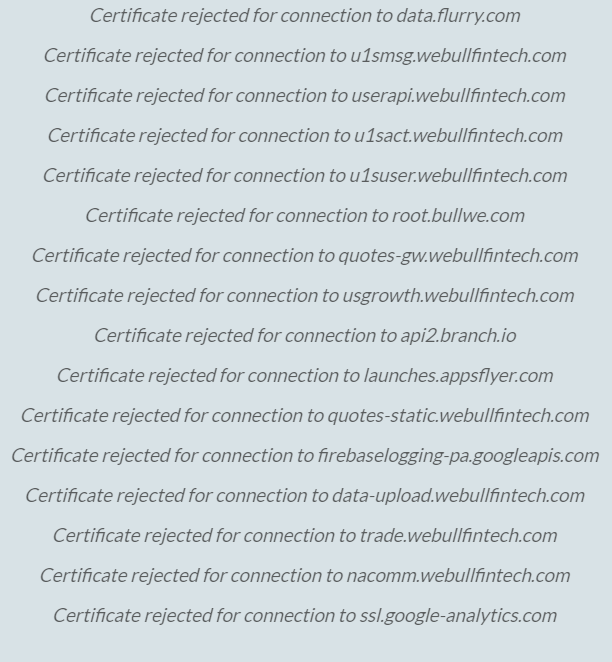 Certificate rejected for connection to data.flurry.com
Certificate rejected for connection to u1smsg.webullfintech.com
Certificate rejected for connection to userapi.webullfintech.com
Certificate rejected for connection to u1sact.webullfintech.com
Certificate rejected for connection to u1suser.webullfintech.com
Certificate rejected for connection to root.bullwe.com
Certificate rejected for connection to quotes-gw.webullfintech.com
Certificate rejected for connection to usgrowth.webullfintech.com
Certificate rejected for connection to api2.branch.io
Certificate rejected for connection to launches.appsflyer.com
Certificate rejected for connection to quotes-static.webullfintech.com
Certificate rejected for connection to firebaselogging-pa.googleapis.com
Certificate rejected for connection to data-upload.webullfintech.com
Certificate rejected for connection to trade.webullfintech.com
Certificate rejected for connection to nacomm.webullfintech.com
Certificate rejected for connection to ssl.google-analytics.com